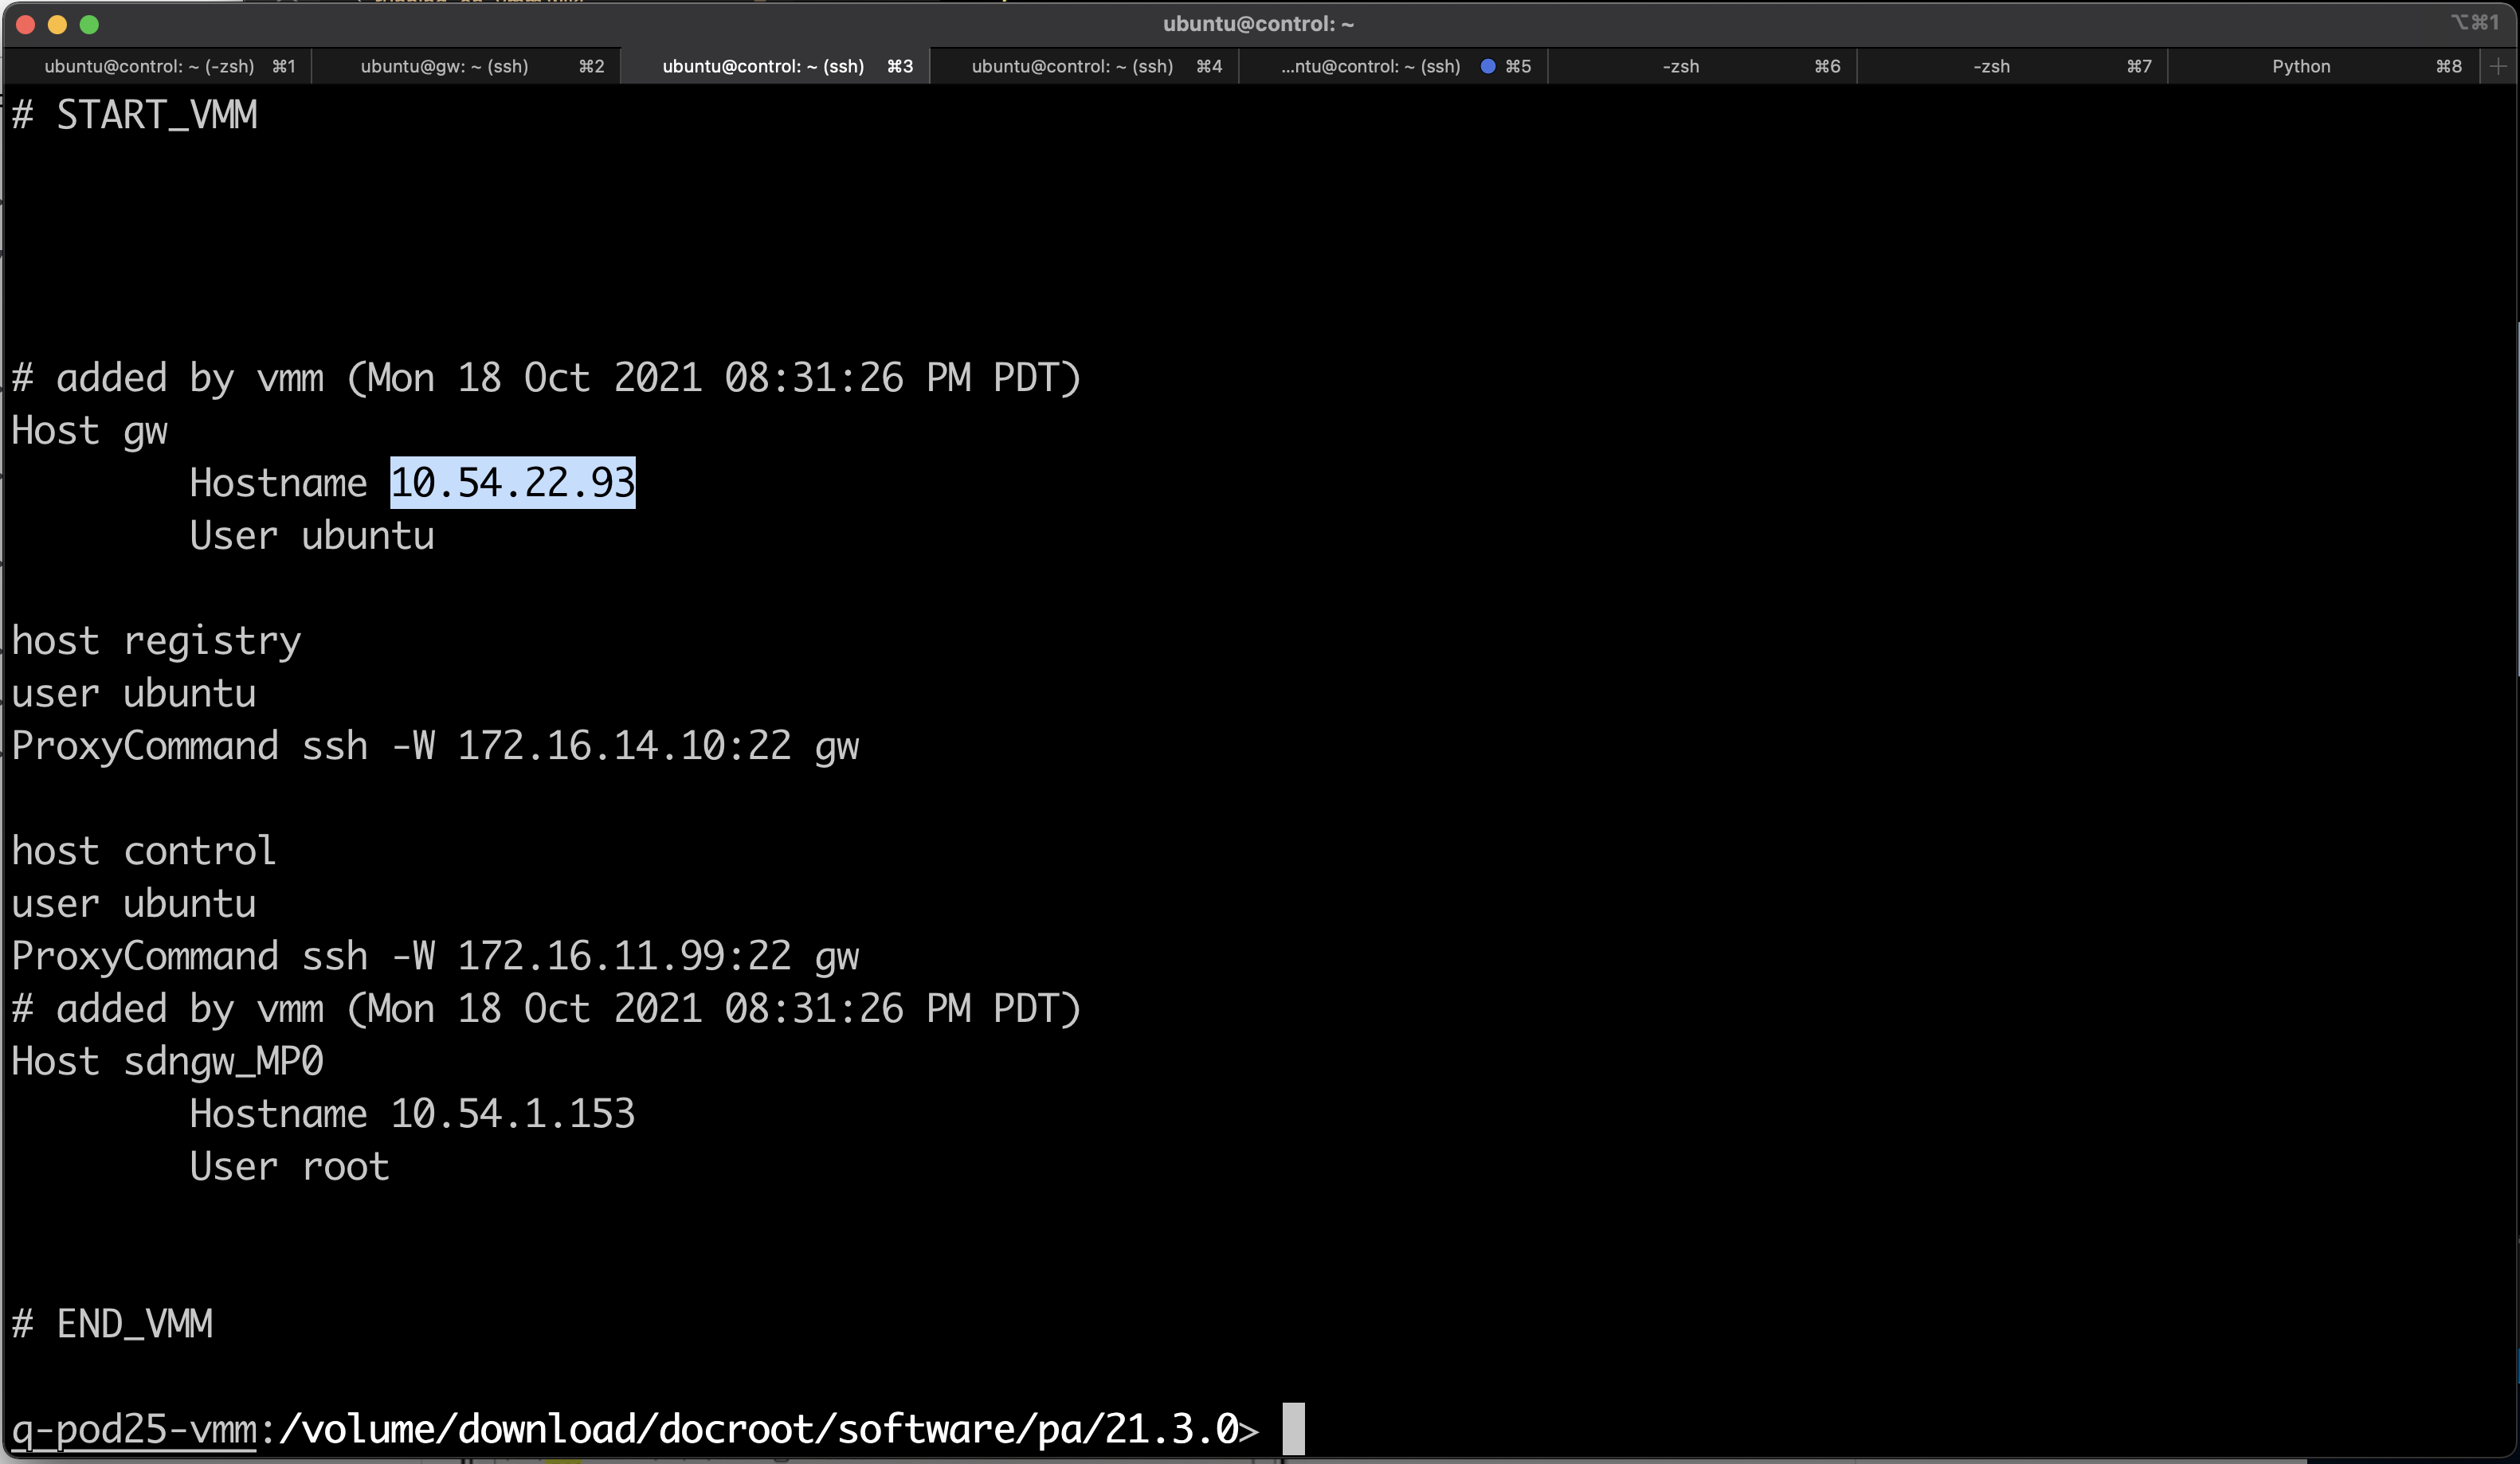 ubuntu@control: ~
⌥⌘1
ubuntu@control: ~ (-zsh) ⌘1 ubuntu@gw: ~ (ssh) ⌘2 ubuntu@control: ~ (ssh) ⌘3 ubuntu@control: ~ (ssh) ⌘4 ...ntu@control: ~ (ssh) ⌘5 -zsh ⌘6 -zsh ⌘7 Python ⌘8
# START_VMM
# added by vmm (Mon 18 Oct 2021 08:31:26 PM PDT)
Host gw
Hostname 10.54.22.93
User ubuntu
host registry
user ubuntu
ProxyCommand ssh -W 172.16.14.10:22 gw
host control
user ubuntu
ProxyCommand ssh -W 172.16.11.99:22 gw
# added by vmm (Mon 18 Oct 2021 08:31:26 PM PDT)
Host sdngw_MP0
Hostname 10.54.1.153
User root
# END_VMM
q-pod25-vmm:/volume/download/docroot/software/pa/21.3.0>